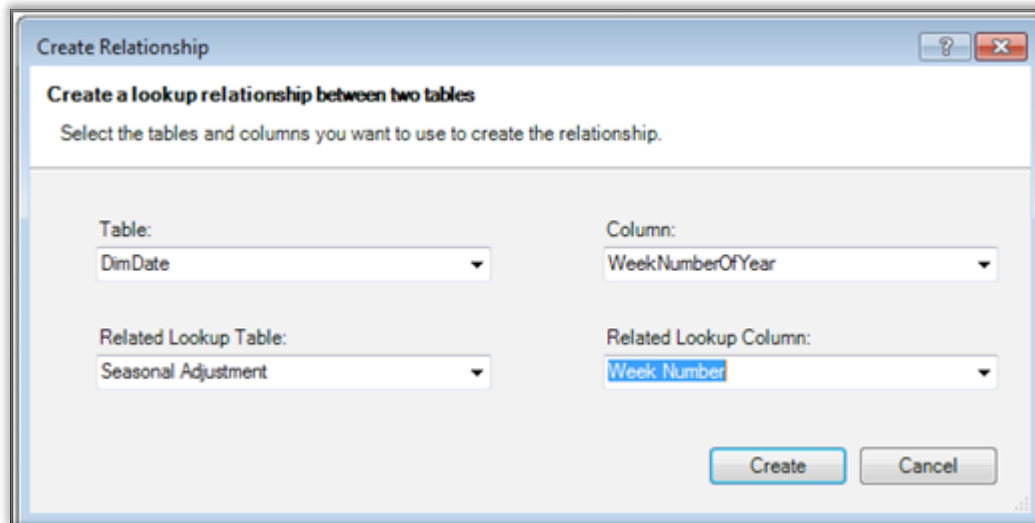 Create Relationship
Create a lookup relationship between two tables
Select the tables and columns you want to use to create the relationship.
Table:
Column:
DimDate
WeekNumberOfYear
Related Lookup Table:
Related Lookup Column:
Seasonal Adjustment
Week Number
Create
Cancel